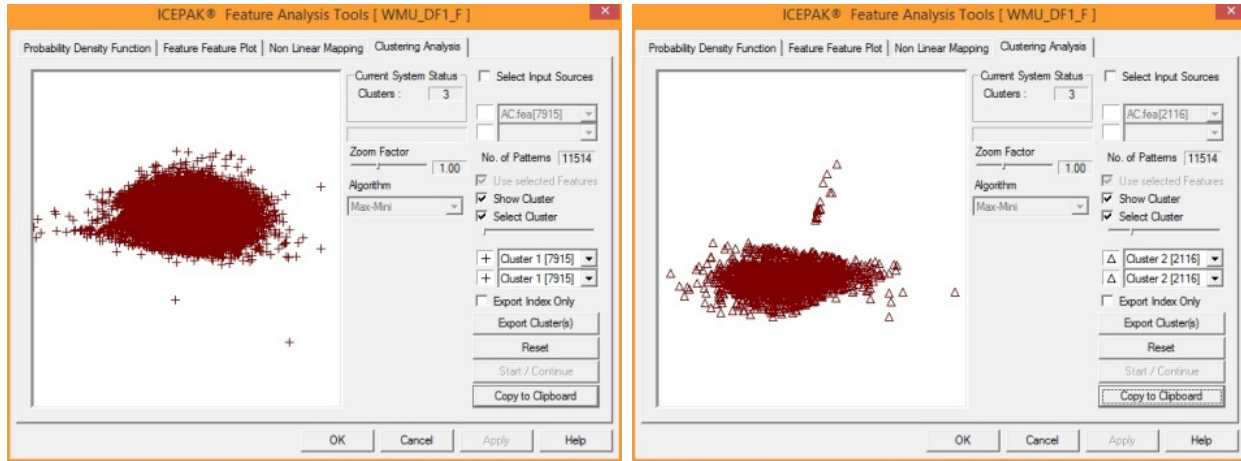 ICEPAK® Feature Analysis Tools [ WMU_DF1_F ]
Probability Density Function | Feature Feature Plot | Non Linear Mapping | Clustering Analysis
Current System Status
Clusters : 3
Zoom Factor
1.00
Algorithm
Max-Mini
Select Input Sources
AC.fea[7915]
No. of Patterns 11514
Use selected Features
Show Cluster
Select Cluster
Cluster 1 [7915]
Cluster 1 [7915]
Export Index Only
Export Cluster(s)
Reset
Start / Continue
Copy to Clipboard
OK Cancel Apply Help
ICEPAK® Feature Analysis Tools [ WMU_DF1_F ]
Probability Density Function | Feature Feature Plot | Non Linear Mapping | Clustering Analysis
Current System Status
Clusters : 3
Zoom Factor
1.00
Algorithm
Max-Mini
Select Input Sources
AC.fea[2116]
No. of Patterns 11514
Use selected Features
Show Cluster
Select Cluster
Cluster 2 [2116]
Cluster 2 [2116]
Export Index Only
Export Cluster(s)
Reset
Start / Continue
Copy to Clipboard
OK Cancel Apply Help